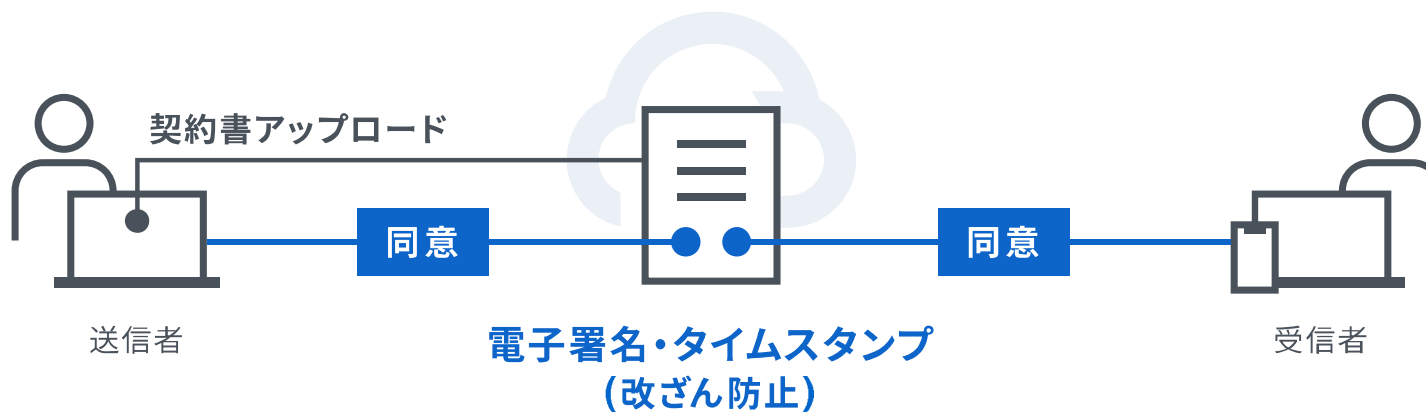 契約書アップロード
同意
同意
送信者
電子署名・タイムスタンプ
(改ざん防止)
受信者